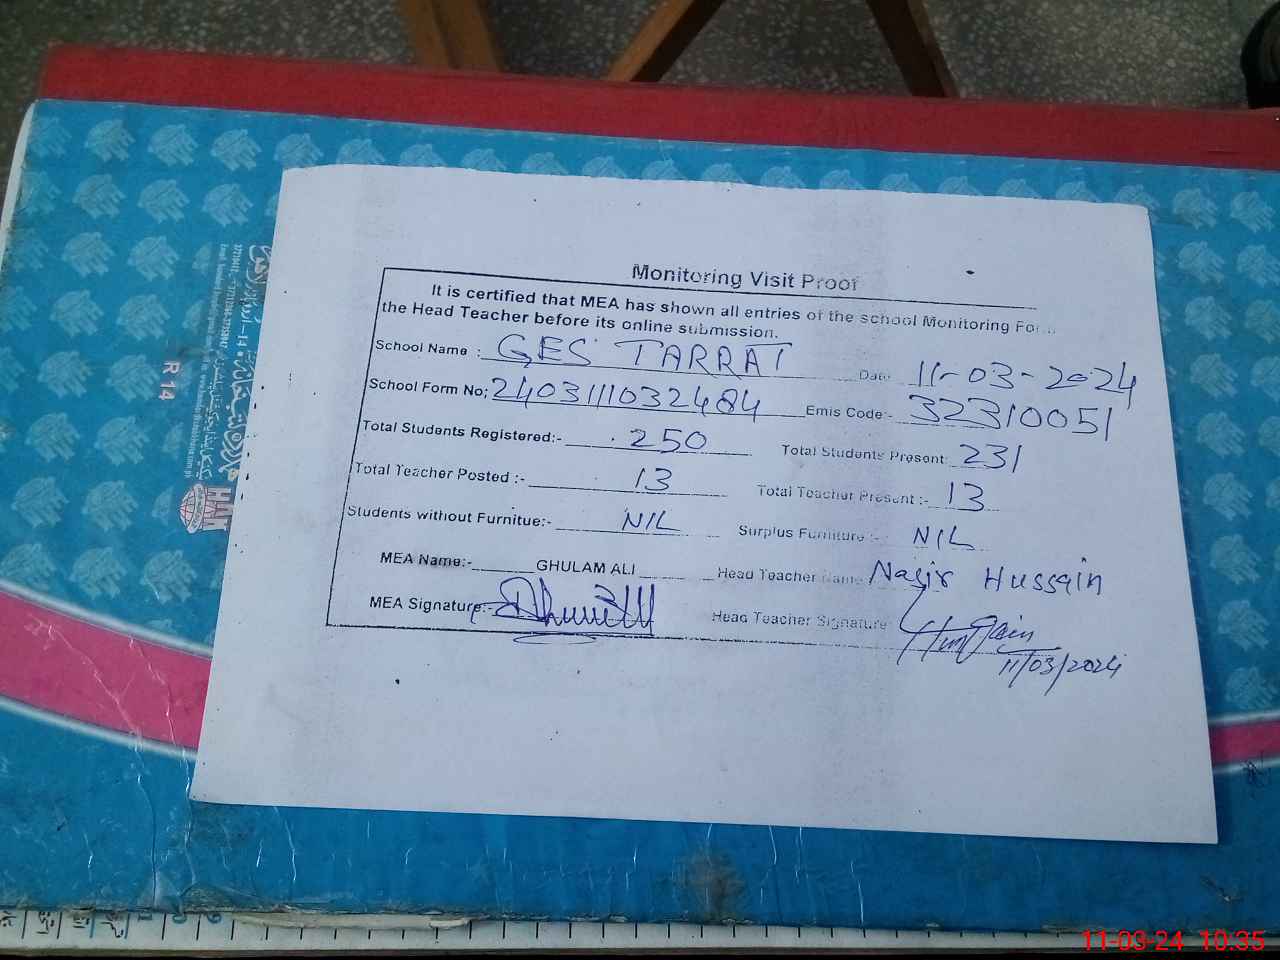 Monitoring Visit Proof
It is certified that MEA has shown all entries of the school Monitoring For
the Head Teacher before its online submission.
School Name : GES TARRAT Date 11-03-2024
School Form No; 2403111032484 Emis Code:- 32310051
Total Students Registered:- 250 Total Students Present: 231
Total Teacher Posted :- 13 Total Teacher Present :- 13
Students without Furnitue:- NIL Surplus Furniture :- NIL
MEA Name:- GHULAM ALI Head Teacher Name Nasir Hussain
MEA Signature:- Head Teacher Signature
11/03/2024
R 14
11-03-24 10:35